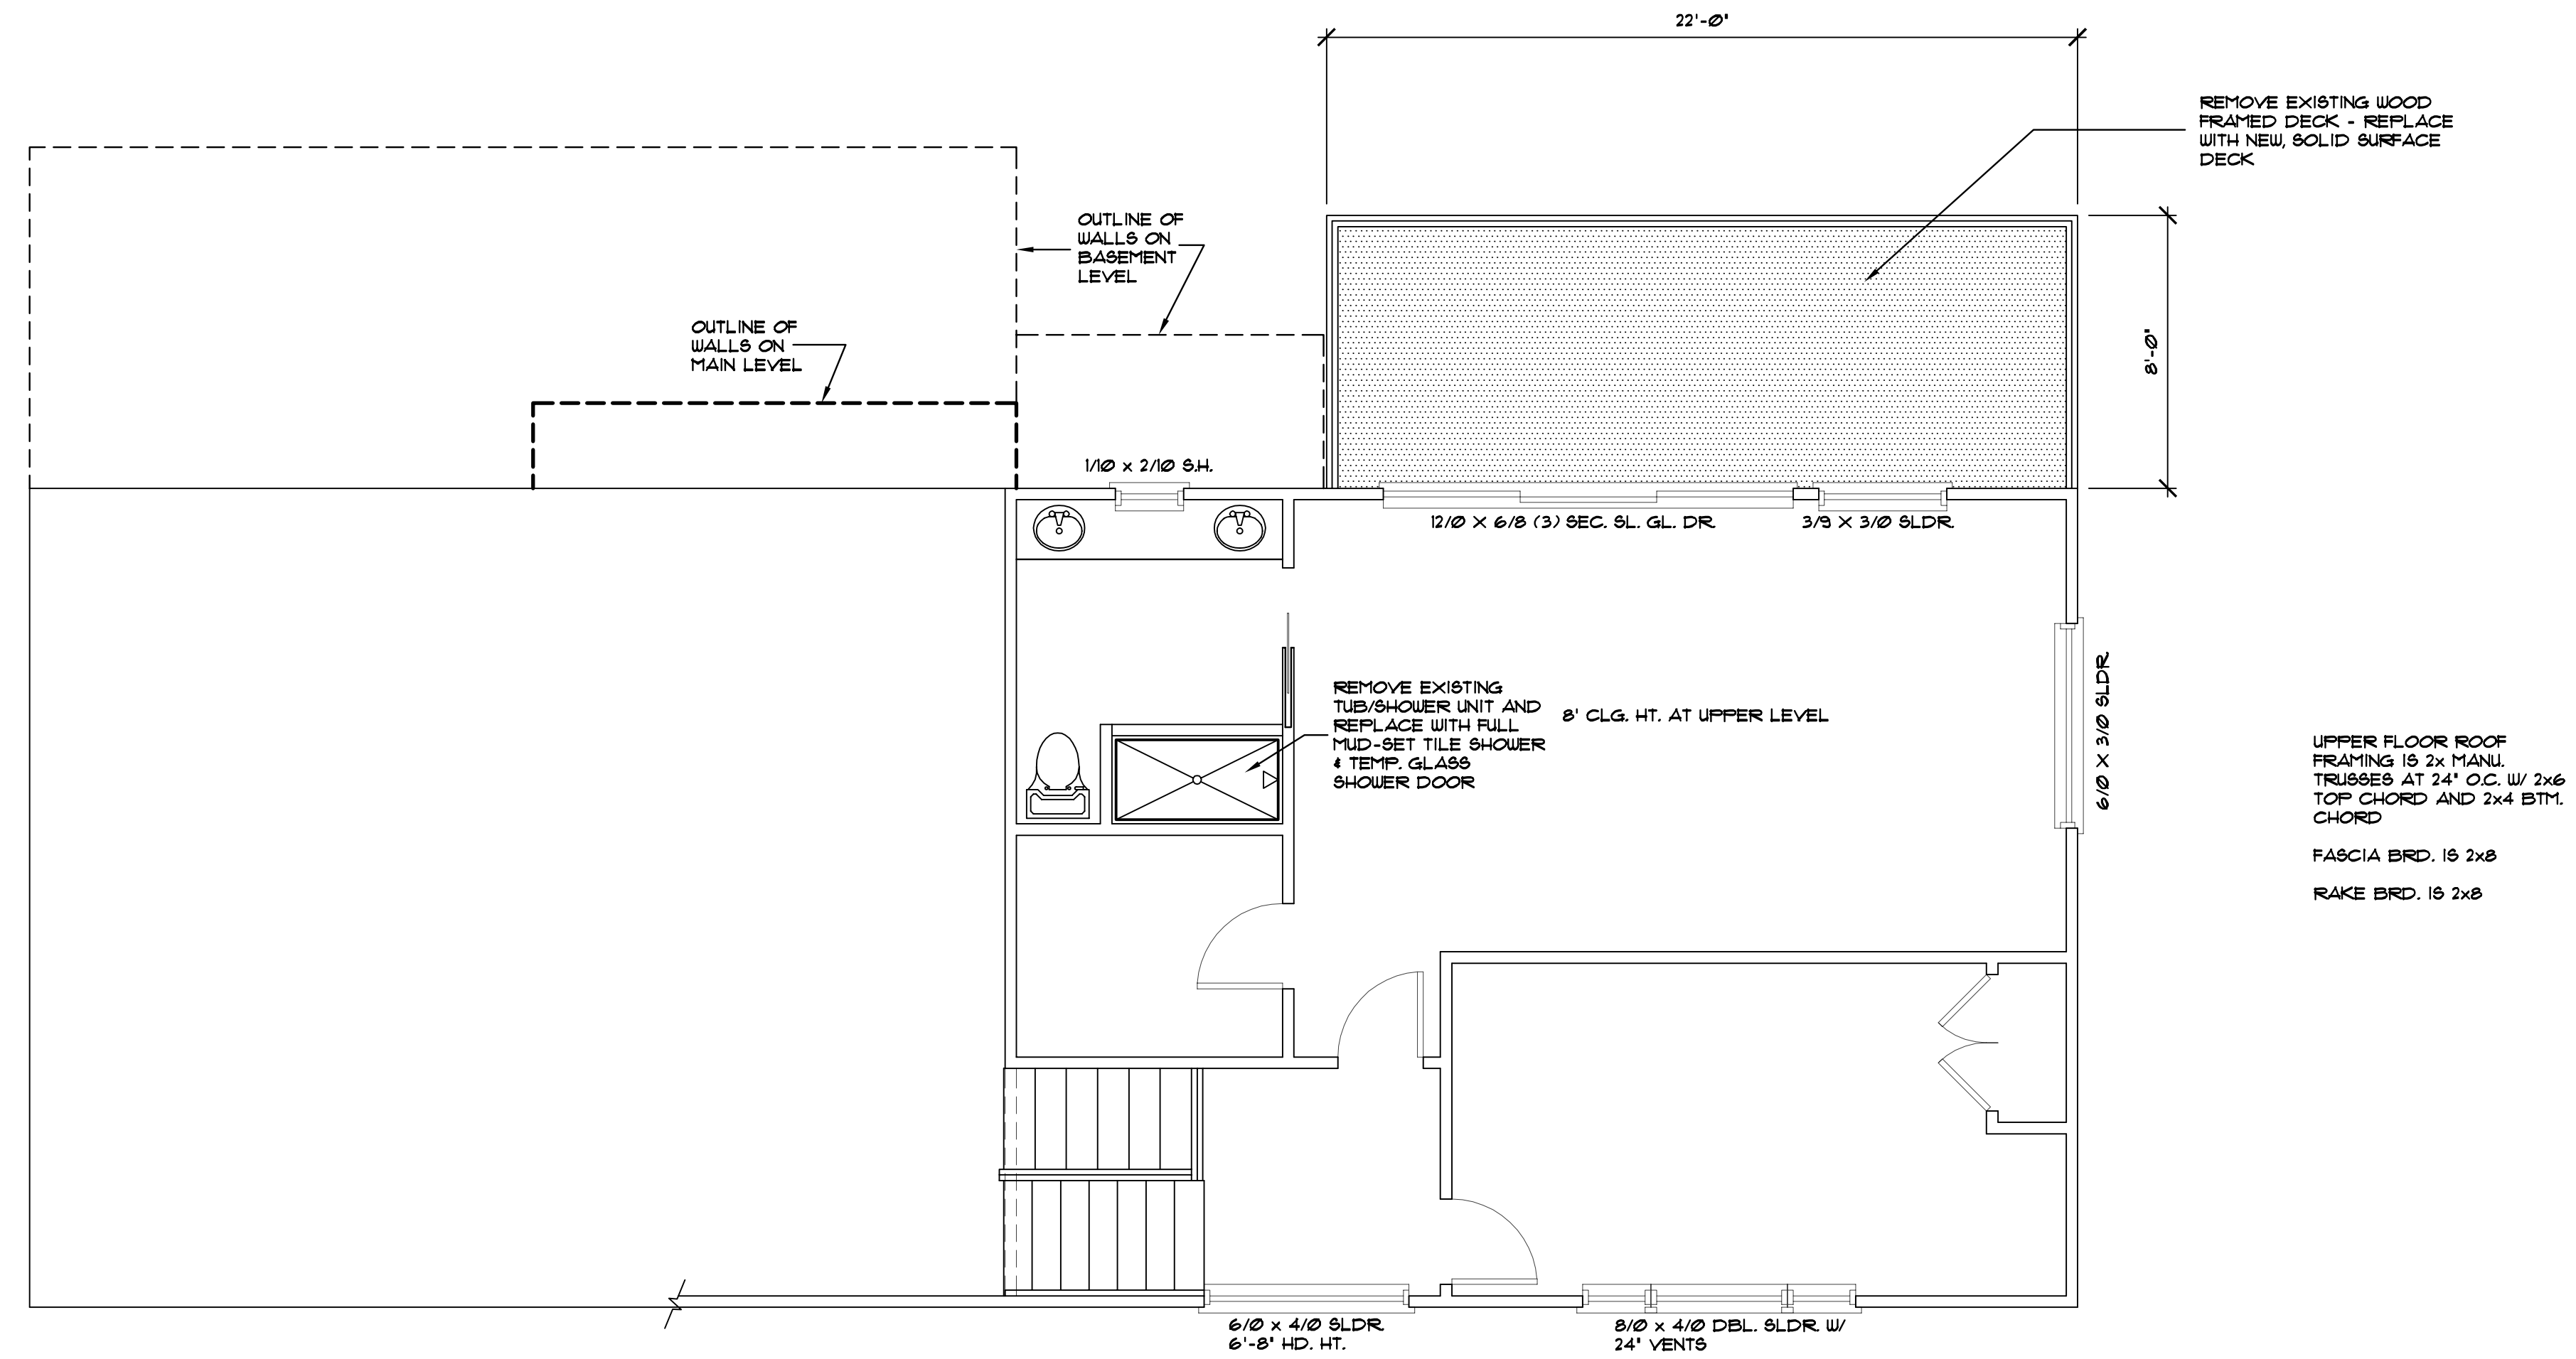 22'-0"
REMOVE EXISTING WOOD
FRAMED DECK - REPLACE
WITH NEW, SOLID SURFACE
DECK
OUTLINE OF
WALLS ON
BASEMENT
LEVEL
OUTLINE OF
WALLS ON
MAIN LEVEL
8'-0"
1/10 x 2/10 S.H.
12/0 X 6/8 (3) SEC. SL. GL. DR.
3/9 X 3/0 SLDR.
6/0 X 3/0 SLDR.
REMOVE EXISTING
TUB/SHOWER UNIT AND
REPLACE WITH FULL
MUD-SET TILE SHOWER
& TEMP. GLASS
SHOWER DOOR
8' CLG. HT. AT UPPER LEVEL
UPPER FLOOR ROOF
FRAMING IS 2x MANU.
TRUSSES AT 24" O.C. W/ 2x6
TOP CHORD AND 2x4 BTM.
CHORD
FASCIA BRD. IS 2x8
RAKE BRD. IS 2x8
6/0 x 4/0 SLDR.
6'-8" HD. HT.
8/0 x 4/0 DBL. SLDR. W/
24" VENTS